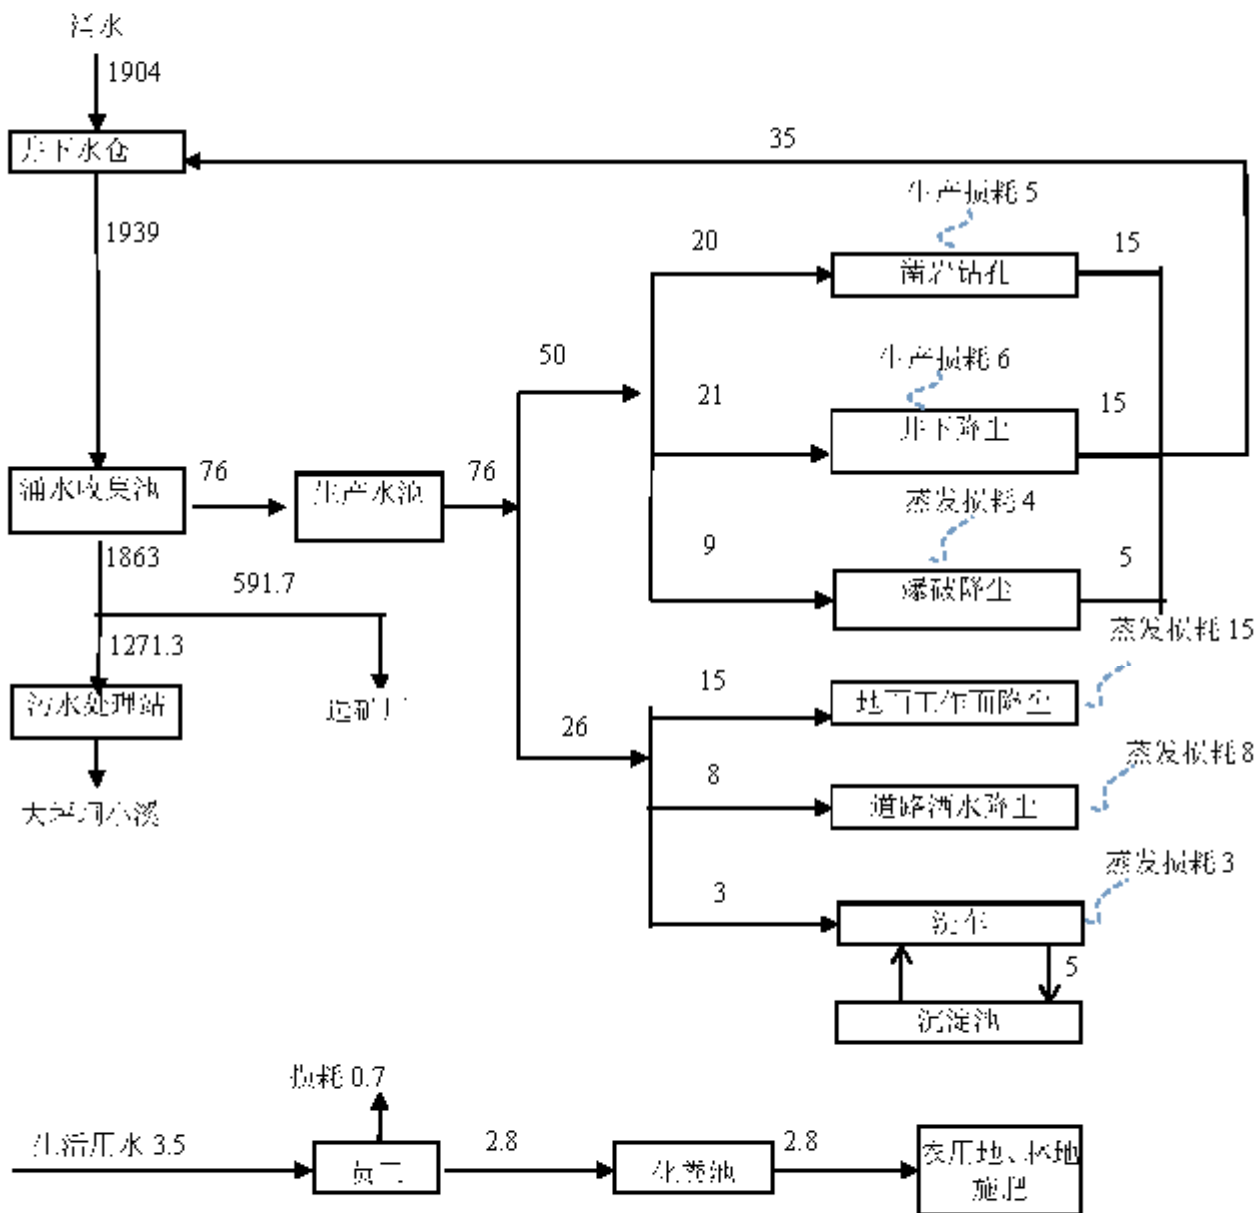 涌水
1904
井下水仓
35
1939
生产损耗 5
20
凿岩钻孔
15
50
生产损耗 6
21
井下降尘
15
涌水收集池
76
生产水池
76
蒸发损耗 4
9
爆破降尘
5
1863
591.7
1271.3
蒸发损耗 15
污水处理站
选矿厂
15
地面工作面降尘
26
蒸发损耗 8
8
道路洒水降尘
小溪
蒸发损耗 3
3
洗车
5
沉淀池
损耗 0.7
生活用水 3.5
员工
2.8
化粪池
2.8
农用地、林地
施肥